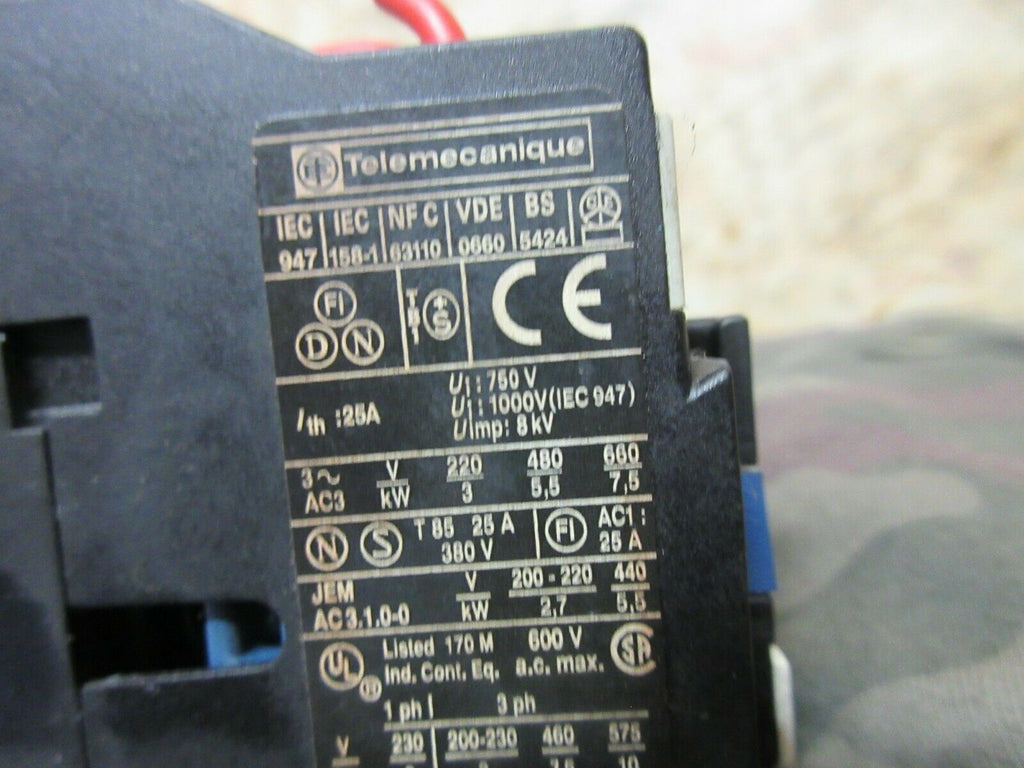 Telemecanique
IEC IEC NF C VDE BS
947 158-1 63110 0660 5424
FI
D N
+
S
CE
Ith : 25A
Ui : 750 V
Ui : 1000V (IEC 947)
Uimp: 8 kV
3~ V 220 480 660
AC3 kW 3 5,5 7,5
N S T 85 25 A FI AC1 :
380 V 25 A
JEM V 200-220 440
AC3.1.0-0 kW 2,7 5,5
UL Listed 170 M 600 V SA
Ind. Cont. Eq. a.c. max.
®
1 ph 3 ph
V 230 200-230 460 575
10